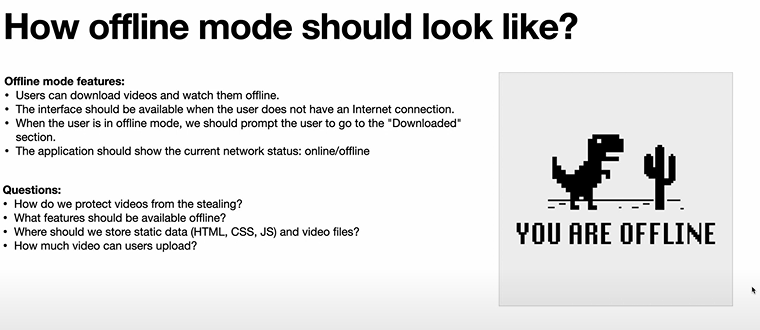 How offline mode should look like?
Offline mode features:
• Users can download videos and watch them offline.
• The interface should be available when the user does not have an Internet connection.
• When the user is in offline mode, we should prompt the user to go to the "Downloaded"
section.
• The application should show the current network status: online/offline
Questions:
• How do we protect videos from the stealing?
• What features should be available offline?
• Where should we store static data (HTML, CSS, JS) and video files?
• How much video can users upload?
YOU ARE OFFLINE